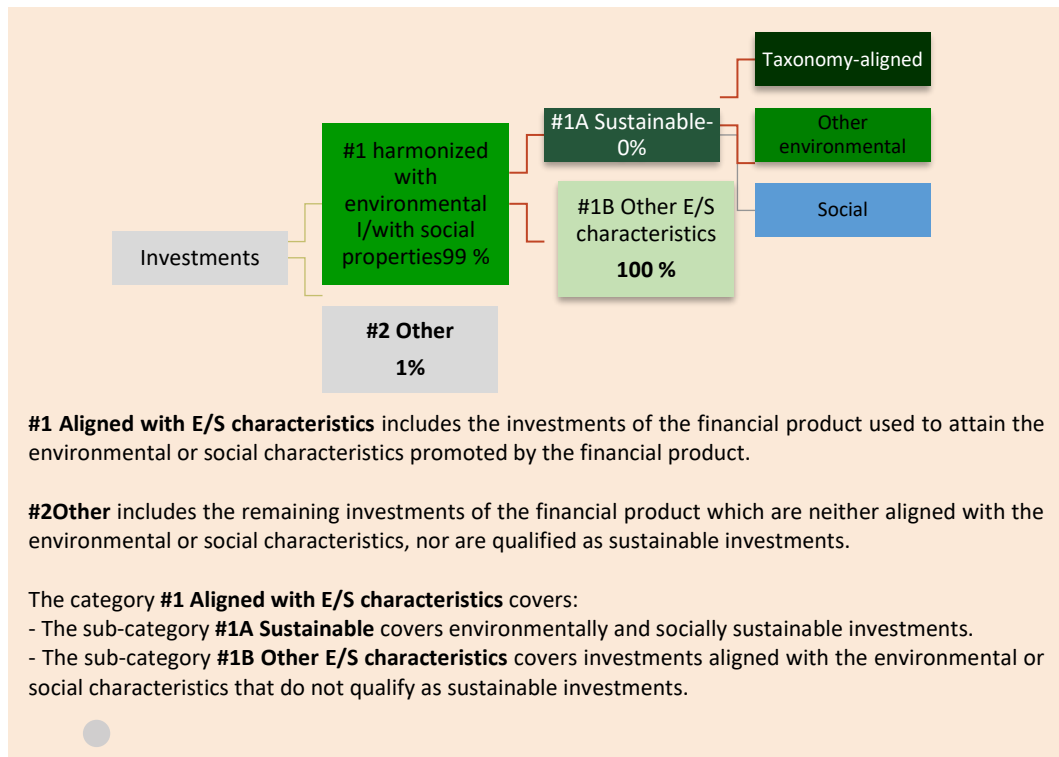 Taxonomy-aligned
#1A Sustainable-
0%
Other
environmental
#1 harmonized
with
environmental
I/with social
properties99 %
#1B Other E/S
characteristics
100 %
Social
Investments
#2 Other
1%
#1 Aligned with E/S characteristics includes the investments of the financial product used to attain the
environmental or social characteristics promoted by the financial product.
#2Other includes the remaining investments of the financial product which are neither aligned with the
environmental or social characteristics, nor are qualified as sustainable investments.
The category #1 Aligned with E/S characteristics covers:
- The sub-category #1A Sustainable covers environmentally and socially sustainable investments.
- The sub-category #1B Other E/S characteristics covers investments aligned with the environmental or
social characteristics that do not qualify as sustainable investments.